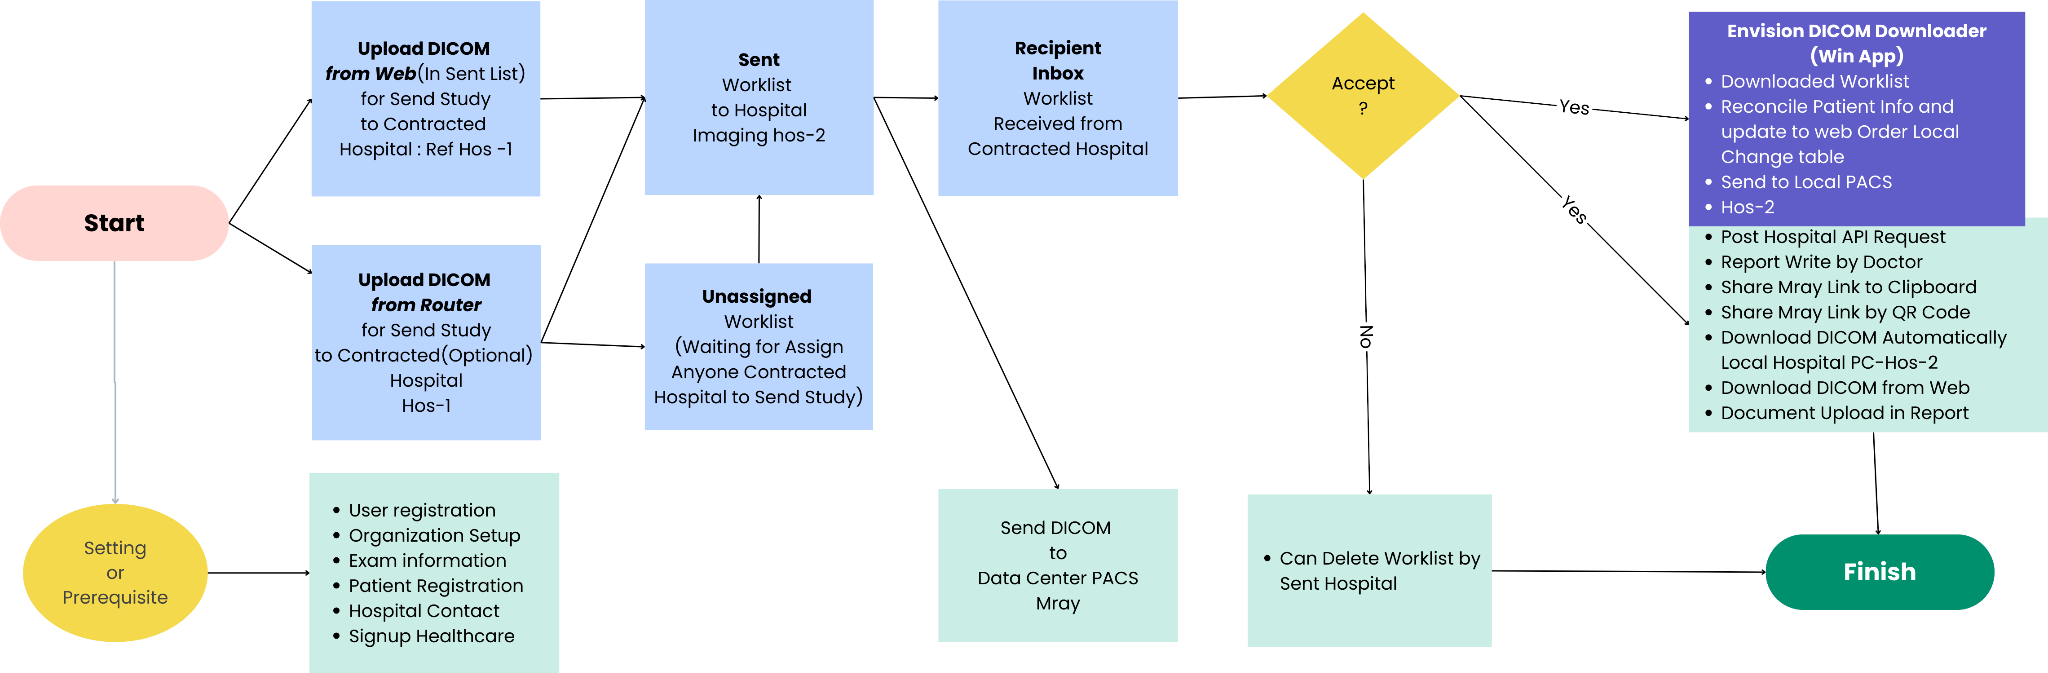 Start
Setting
or
Prerequisite
Upload DICOM
from Web(In Sent List)
for Send Study
to Contracted
Hospital : Ref Hos -1
Upload DICOM
from Router
for Send Study
to Contracted(Optional)
Hospital
Hos-1
• User registration
• Organization Setup
• Exam information
• Patient Registration
• Hospital Contact
• Signup Healthcare
Sent
Worklist
to Hospital
Imaging hos-2
Unassigned
Worklist
(Waiting for Assign
Anyone Contracted
Hospital to Send Study)
Recipient
Inbox
Worklist
Received from
Contracted Hospital
Send DICOM
to
Data Center PACS
Mray
Accept
?
Yes
Yes
No
• Can Delete Worklist by
Sent Hospital
Envision DICOM Downloader
(Win App)
• Downloaded Worklist
• Reconcile Patient Info and
update to web Order Local
Change table
• Send to Local PACS
• Hos-2
• Post Hospital API Request
• Report Write by Doctor
• Share Mray Link to Clipboard
• Share Mray Link by QR Code
• Download DICOM Automatically
Local Hospital PC-Hos-2
• Download DICOM from Web
• Document Upload in Report
Finish